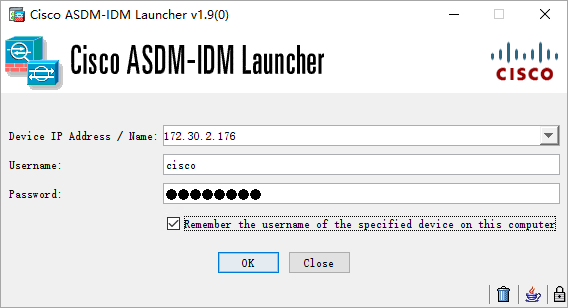 Cisco ASDM-IDM Launcher v1.9(0)
Cisco ASDM-IDM Launcher
CISCO
Device IP Address / Name: 172.30.2.176
Username: cisco
Password: ●●●●●●●●
Remember the username of the specified device on this computer
OK Close